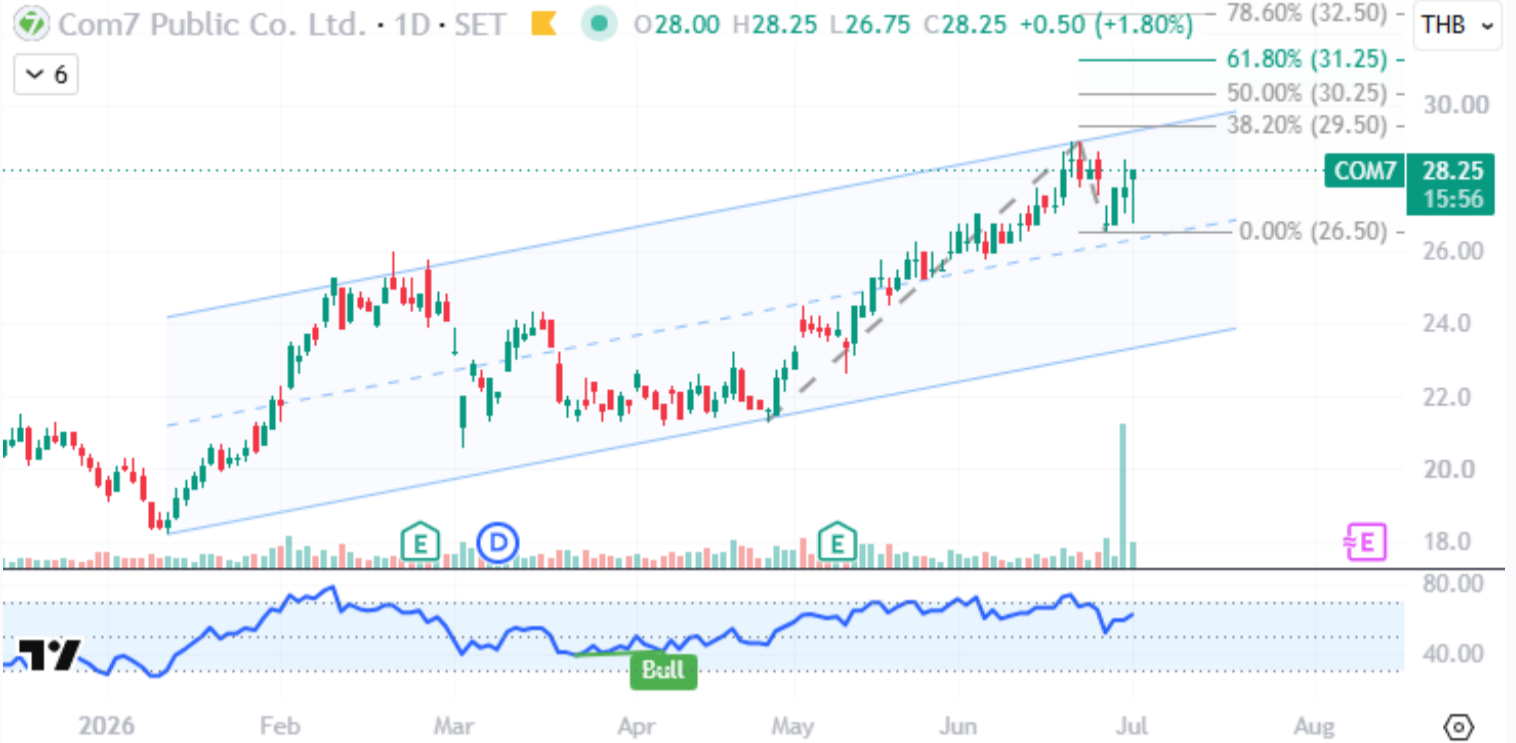 Com7 Public Co. Ltd. · 1D · SET O28.00 H28.25 L26.75 C28.25 +0.50 (+1.80%)
6
THB
78.60% (32.50)
61.80% (31.25)
50.00% (30.25)
38.20% (29.50)
0.00% (26.50)
30.00
COM7 28.25
15:56
26.00
24.0
22.0
20.0
18.0
E
D
E
≈E
80.00
40.00
Bull
2026 Feb Mar Apr May Jun Jul Aug